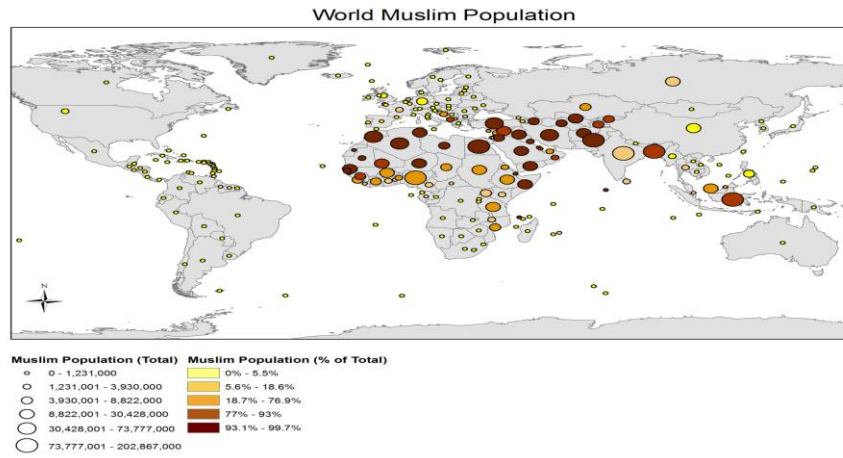 World Muslim Population
N
Muslim Population (Total)
0 - 1,231,000
1,231,001 - 3,930,000
3,930,001 - 8,822,000
8,822,001 - 30,428,000
30,428,001 - 73,777,000
73,777,001 - 202,867,000
Muslim Population (% of Total)
0% - 5.5%
5.6% - 18.6%
18.7% - 76.9%
77% - 93%
93.1% - 99.7%